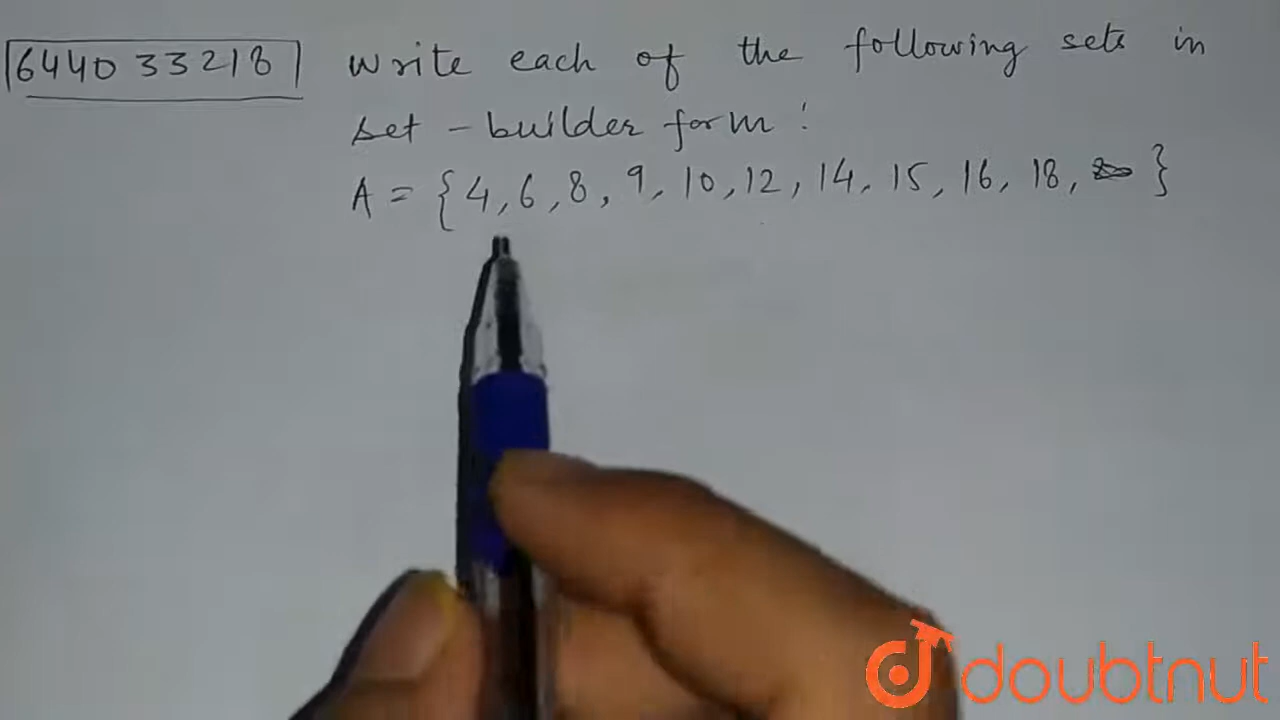 6440 33218 Write each of the following sets in
set - builder form :
A = { 4, 6, 8, 9, 10, 12, 14, 15, 16, 18, }
doubtnut